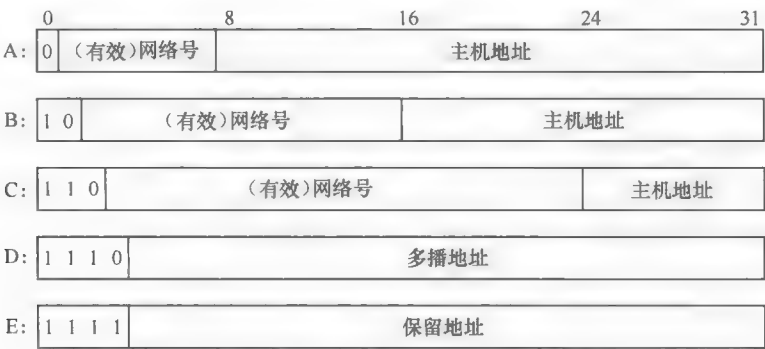 0 8 16 24 31
A: 0 (有效)网络号 主机地址
B: 1 0 (有效)网络号 主机地址
C: 1 1 0 (有效)网络号 主机地址
D: 1 1 1 0 多播地址
E: 1 1 1 1 保留地址